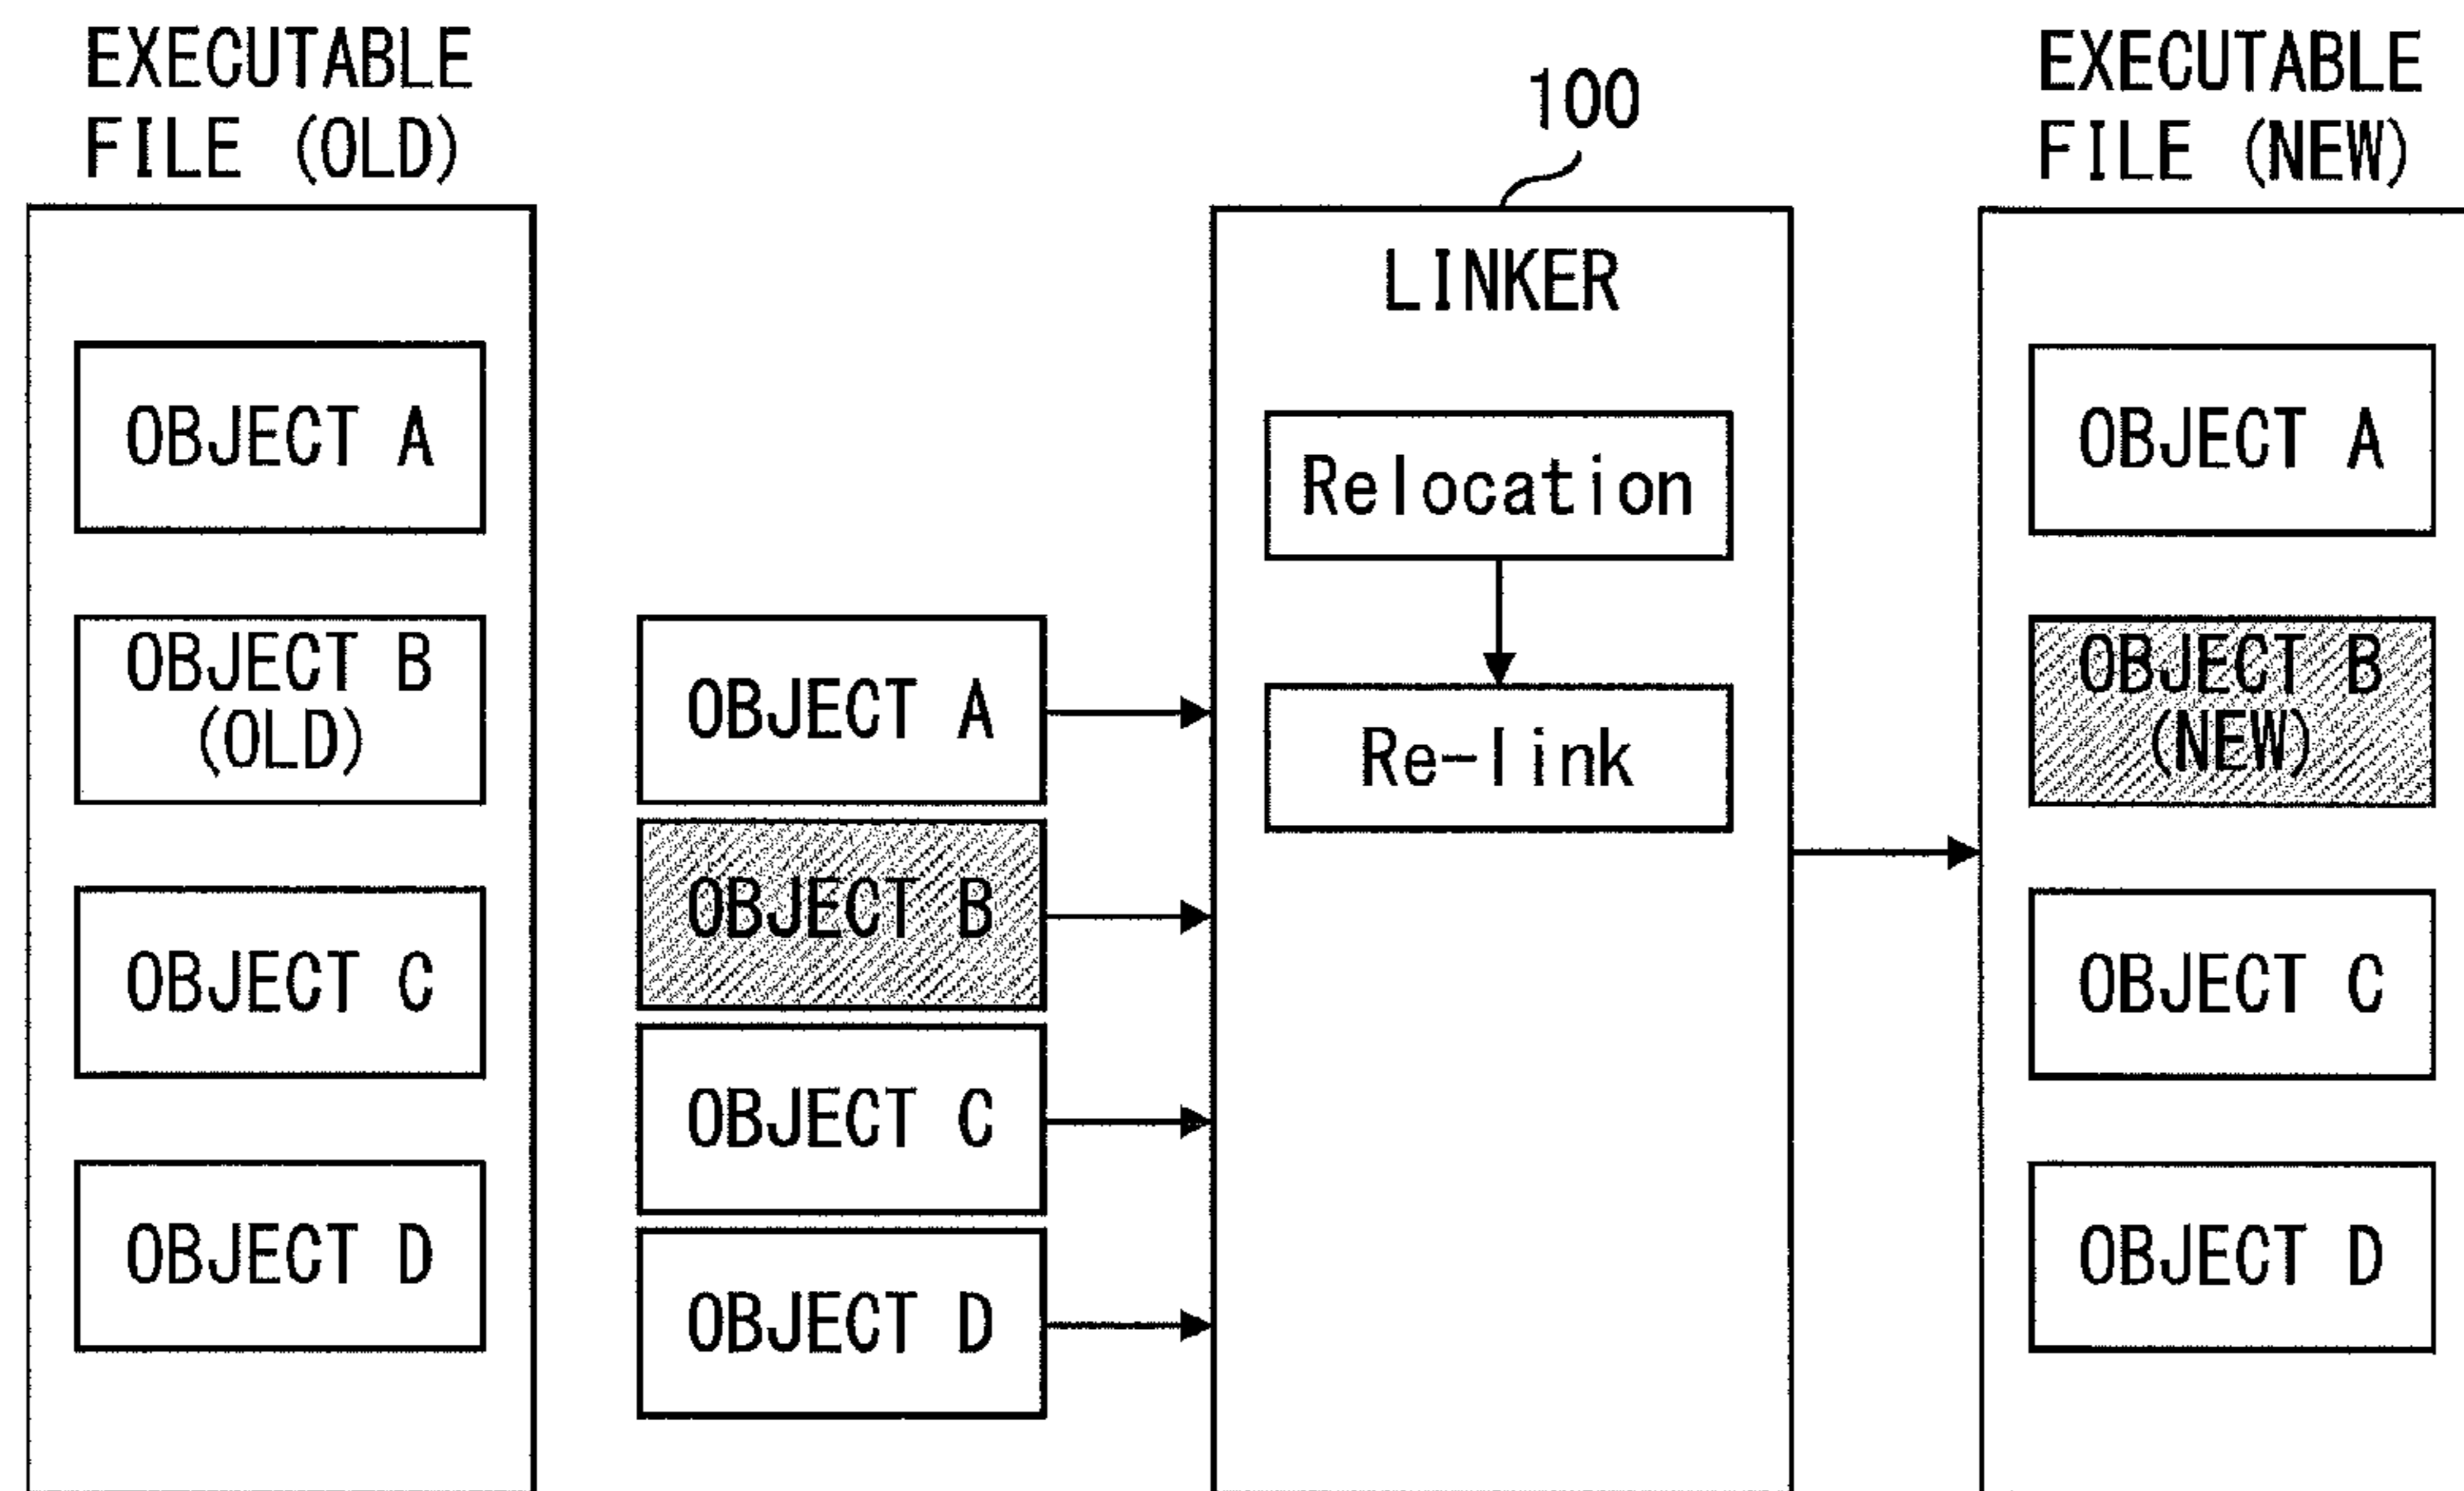 EXECUTABLE
FILE (OLD)
OBJECT A
OBJECT B
(OLD)
OBJECT C
OBJECT D
OBJECT A
OBJECT B
OBJECT C
OBJECT D
100
LINKER
Relocation
Re-link
EXECUTABLE
FILE (NEW)
OBJECT A
OBJECT B
(NEW)
OBJECT C
OBJECT D